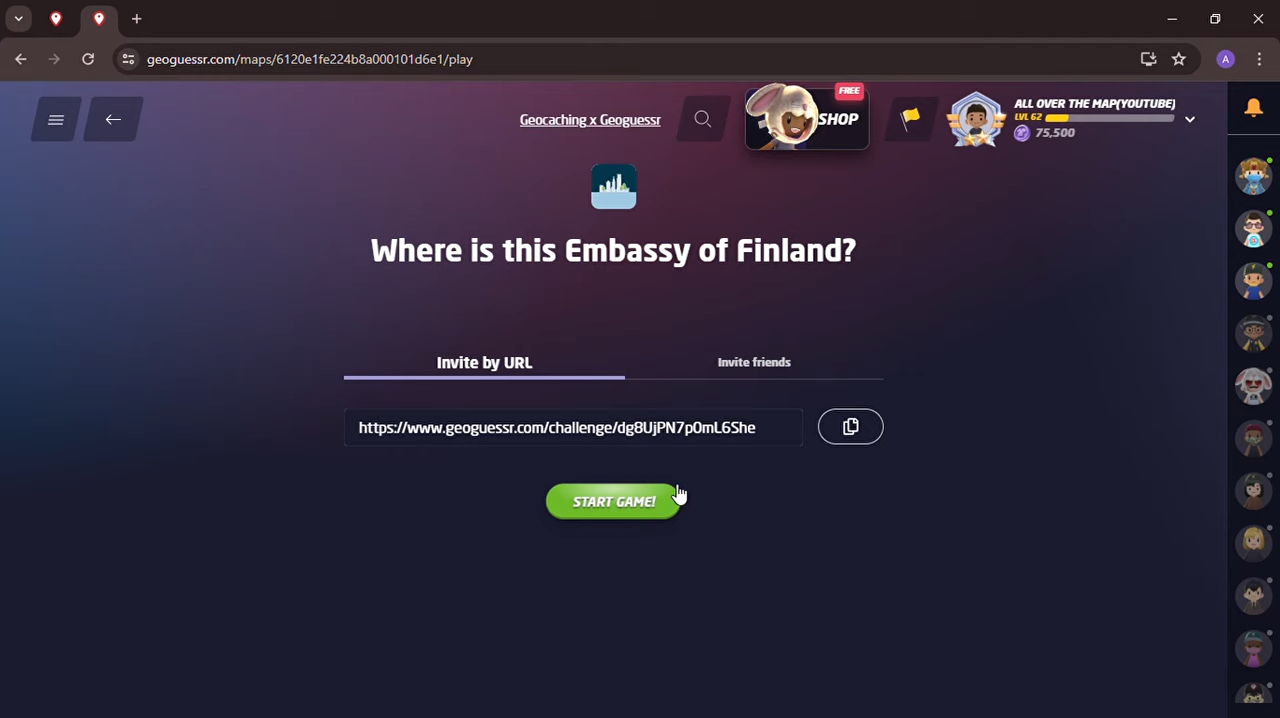 geoguessr.com/maps/6120e1fe224b8a000101d6e1/play
A
FREE
Geocaching x Geoguessr
SHOP
ALL OVER THE MAP(YOUTUBE)
LVL 62
75,500
Where is this Embassy of Finland?
Invite by URL
Invite friends
https://www.geoguessr.com/challenge/dg8UjPN7p0mL6She
START GAME!